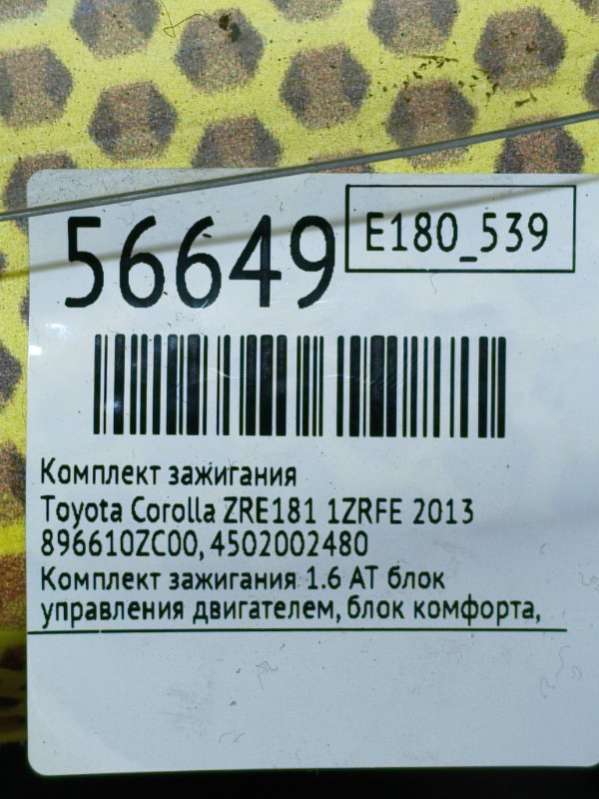 56649
E180_539
Комплект зажигания
Toyota Corolla ZRE181 1ZRFE 2013
896610ZC00, 4502002480
Комплект зажигания 1.6 AT блок
управления двигателем, блок комфорта,